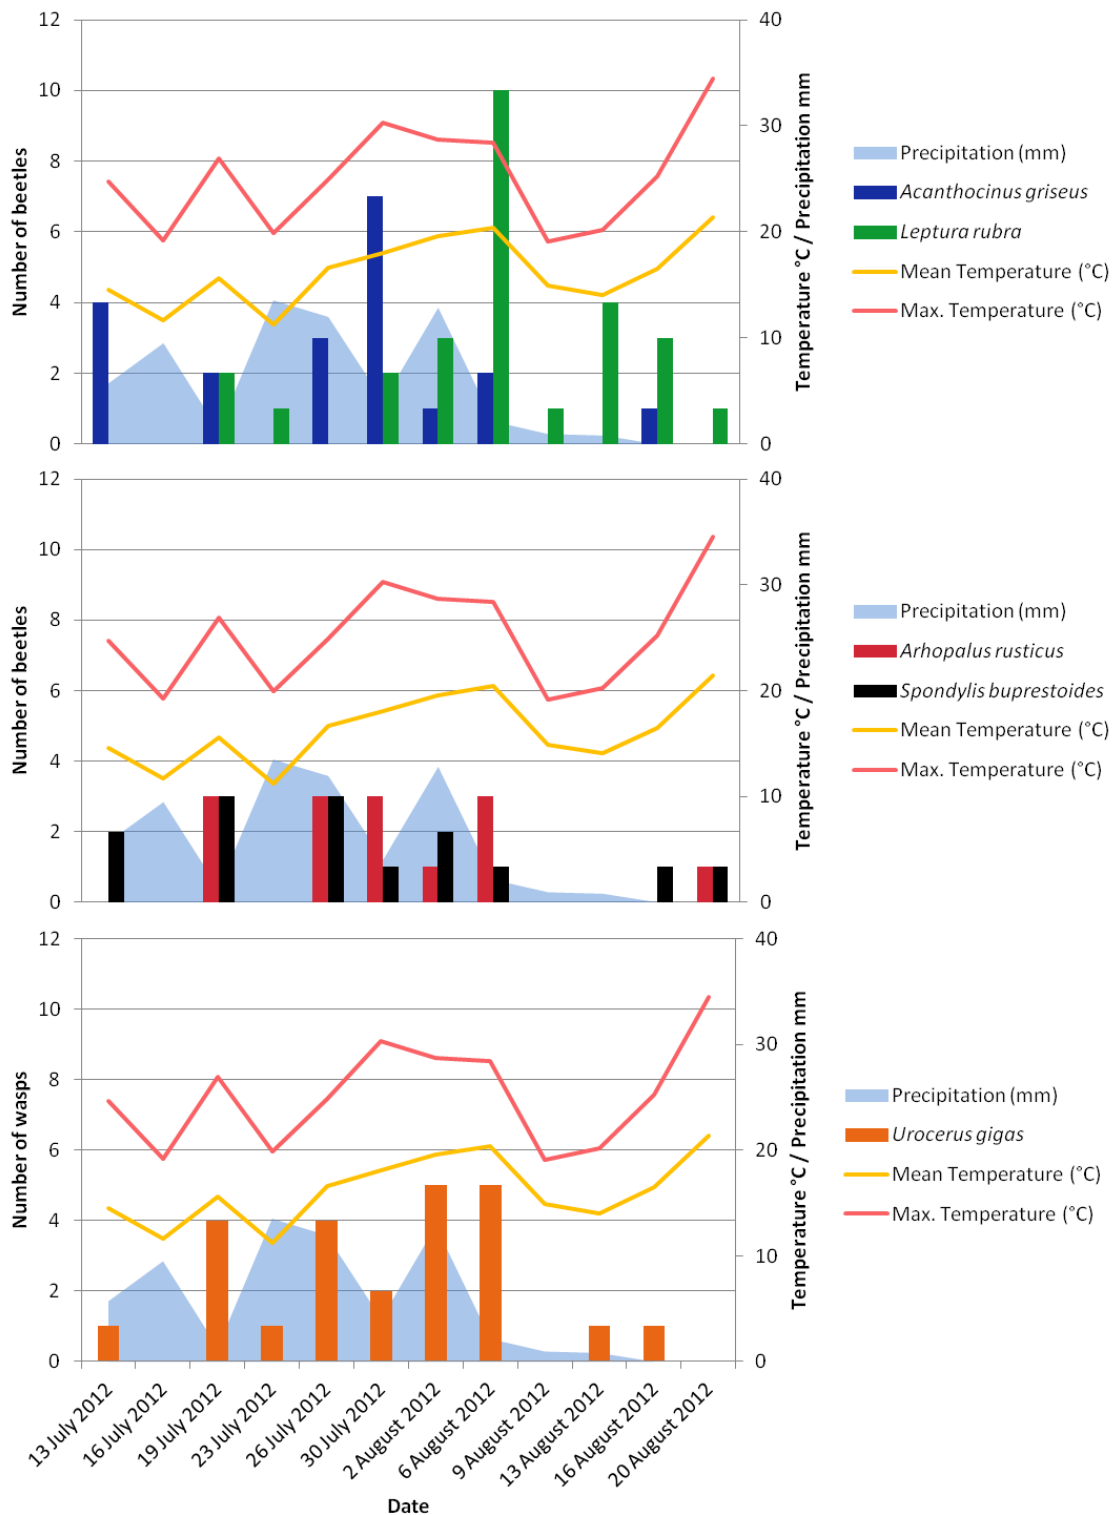 12
10
8
6
4
2
0
Number of beetles
40
30
20
10
0
Temperature °C / Precipitation mm
Precipitation (mm)
Acanthocinus griseus
Leptura rubra
Mean Temperature (°C)
Max. Temperature (°C)
12
10
8
6
4
2
0
Number of beetles
40
30
20
10
0
Temperature °C / Precipitation mm
Precipitation (mm)
Arhopalus rusticus
Spondylis buprestoides
Mean Temperature (°C)
Max. Temperature (°C)
12
10
8
6
4
2
0
Number of wasps
40
30
20
10
0
Temperature °C / Precipitation mm
Precipitation (mm)
Urocerus gigas
Mean Temperature (°C)
Max. Temperature (°C)
13 July 2012
16 July 2012
19 July 2012
23 July 2012
26 July 2012
30 July 2012
2 August 2012
6 August 2012
9 August 2012
13 August 2012
16 August 2012
20 August 2012
Date